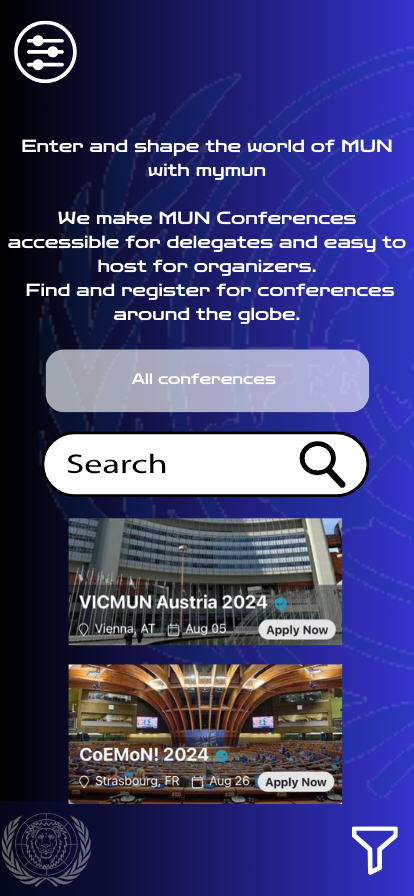 Enter and shape the world of MUN
with mymun
We make MUN Conferences
accessible for delegates and easy to
host for organizers.
Find and register for conferences
around the globe.
All conferences
Search
VICMUN Austria 2024
Vienna, AT Aug 05 Apply Now
CoEMoN! 2024
Strasbourg, FR Aug 26 Apply Now